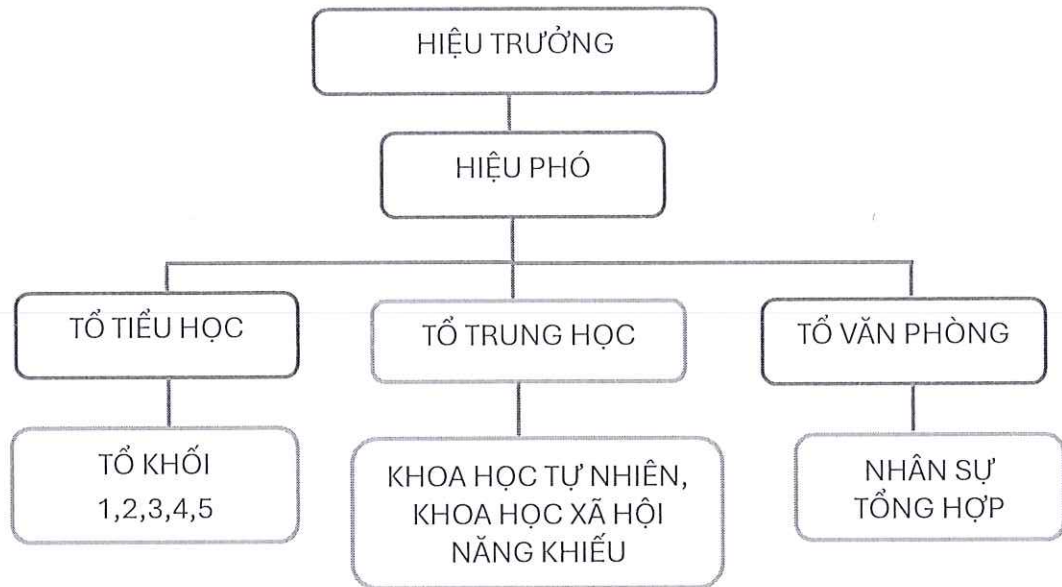 HIỆU TRƯỞNG
HIỆU PHÓ
TỔ TIỂU HỌC
TỔ TRUNG HỌC
TỔ VĂN PHÒNG
TỔ KHỐI
1,2,3,4,5
KHOA HỌC TỰ NHIÊN,
KHOA HỌC XÃ HỘI
NĂNG KHIẾU
NHÂN SỰ
TỔNG HỢP